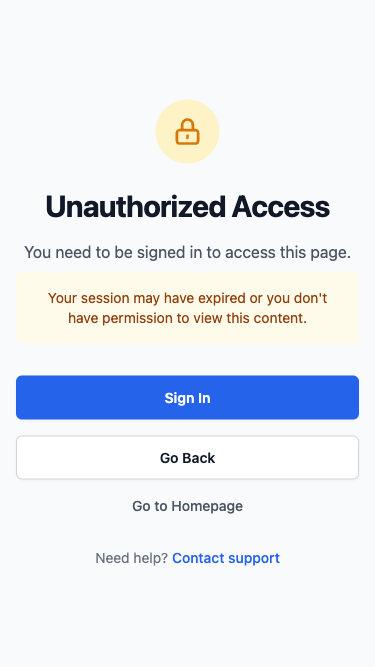 Unauthorized Access
You need to be signed in to access this page.
Your session may have expired or you don't
have permission to view this content.
Sign In
Go Back
Go to Homepage
Need help? Contact support